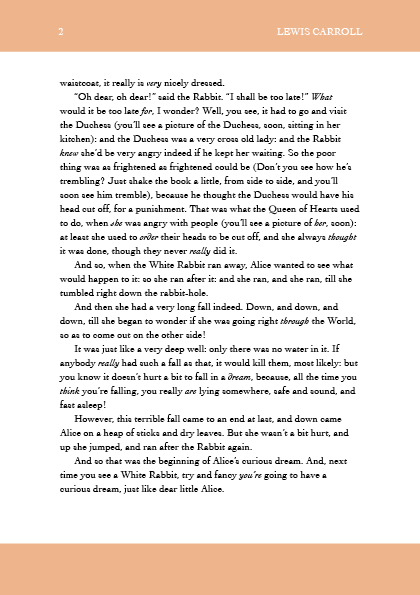 2
LEWIS CARROLL
waistcoat, it really is very nicely dressed.
“Oh dear, oh dear!” said the Rabbit. “I shall be too late!” What
would it be too late for, I wonder? Well, you see, it had to go and visit
the Duchess (you’ll see a picture of the Duchess, soon, sitting in her
kitchen): and the Duchess was a very cross old lady: and the Rabbit
knew she’d be very angry indeed if he kept her waiting. So the poor
thing was as frightened as frightened could be (Don’t you see how he’s
trembling? Just shake the book a little, from side to side, and you’ll
soon see him tremble), because he thought the Duchess would have his
head cut off, for a punishment. That was what the Queen of Hearts used
to do, when she was angry with people (you’ll see a picture of her, soon):
at least she used to order their heads to be cut off, and she always thought
it was done, though they never really did it.
And so, when the White Rabbit ran away, Alice wanted to see what
would happen to it: so she ran after it: and she ran, and she ran, till she
tumbled right down the rabbit-hole.
And then she had a very long fall indeed. Down, and down, and
down, till she began to wonder if she was going right through the World,
so as to come out on the other side!
It was just like a very deep well: only there was no water in it. If
anybody really had such a fall as that, it would kill them, most likely: but
you know it doesn’t hurt a bit to fall in a dream, because, all the time you
think you’re falling, you really are lying somewhere, safe and sound, and
fast asleep!
However, this terrible fall came to an end at last, and down came
Alice on a heap of sticks and dry leaves. But she wasn’t a bit hurt, and
up she jumped, and ran after the Rabbit again.
And so that was the beginning of Alice’s curious dream. And, next
time you see a White Rabbit, try and fancy you’re going to have a
curious dream, just like dear little Alice.